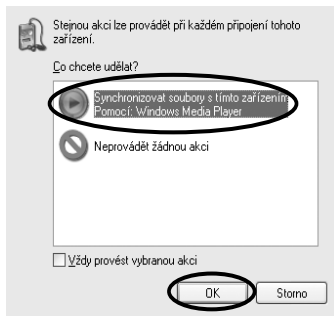 Stejnou akci lze provádět při každém připojení tohoto
zařízení.
Co chcete udělat?
Synchronizovat soubory s tímto zařízením
Pomocí: Windows Media Player
Neprovádět žádnou akci
Vždy provést vybranou akci
OK
Storno